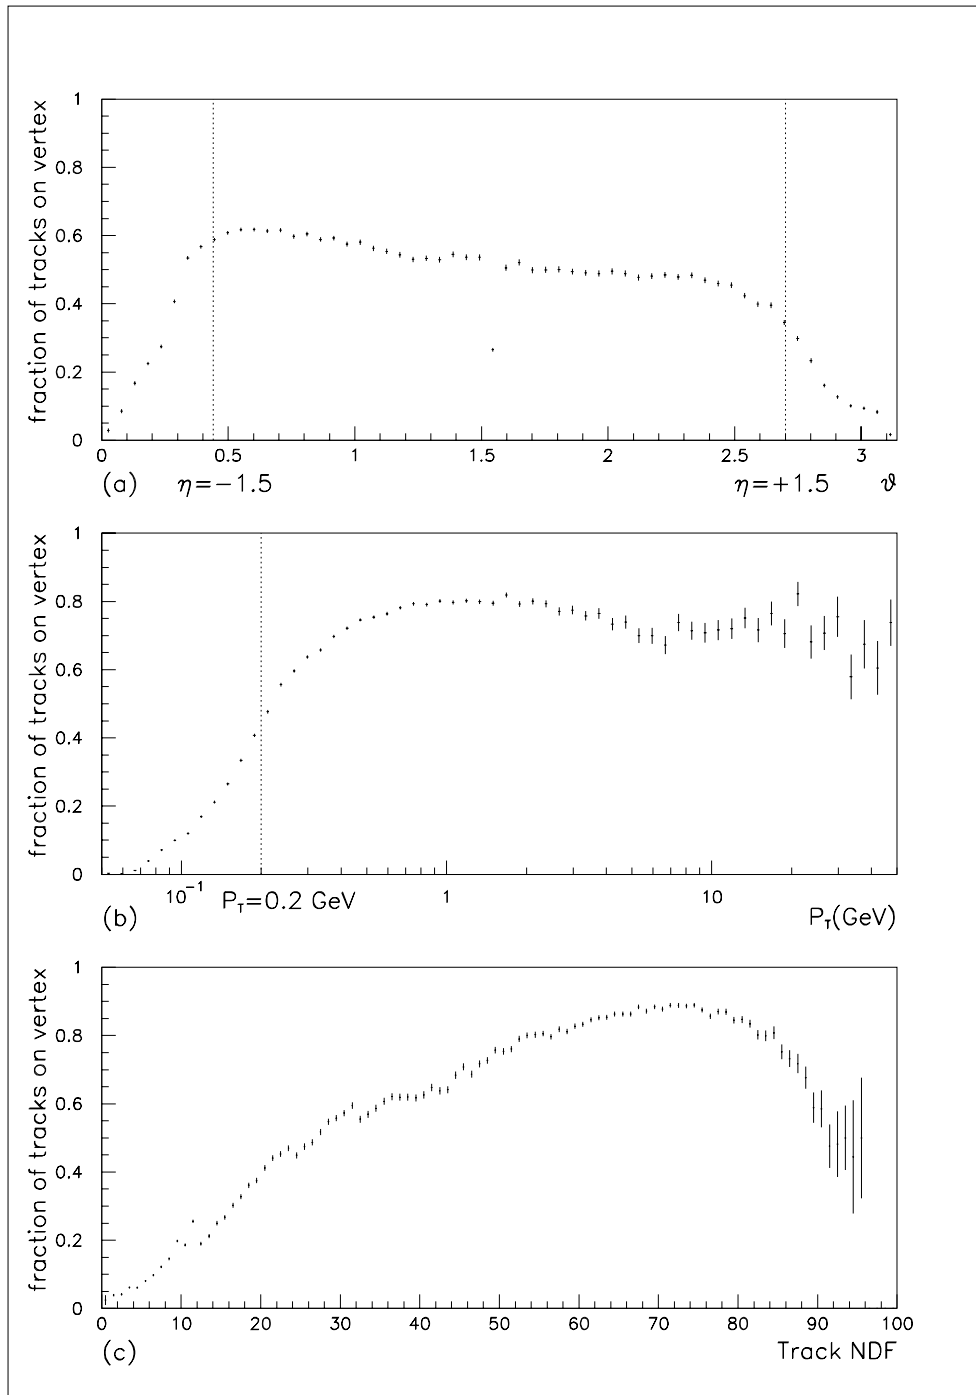 fraction of tracks on vertex
1
0.8
0.6
0.4
0.2
0
0 0.5 1 1.5 2 2.5 3
(a) η=−1.5 η=+1.5 ϑ
fraction of tracks on vertex
1
0.8
0.6
0.4
0.2
0
10⁻¹ 1 10
(b) P_T=0.2 GeV P_T(GeV)
fraction of tracks on vertex
1
0.8
0.6
0.4
0.2
0
0 10 20 30 40 50 60 70 80 90 100
(c) Track NDF